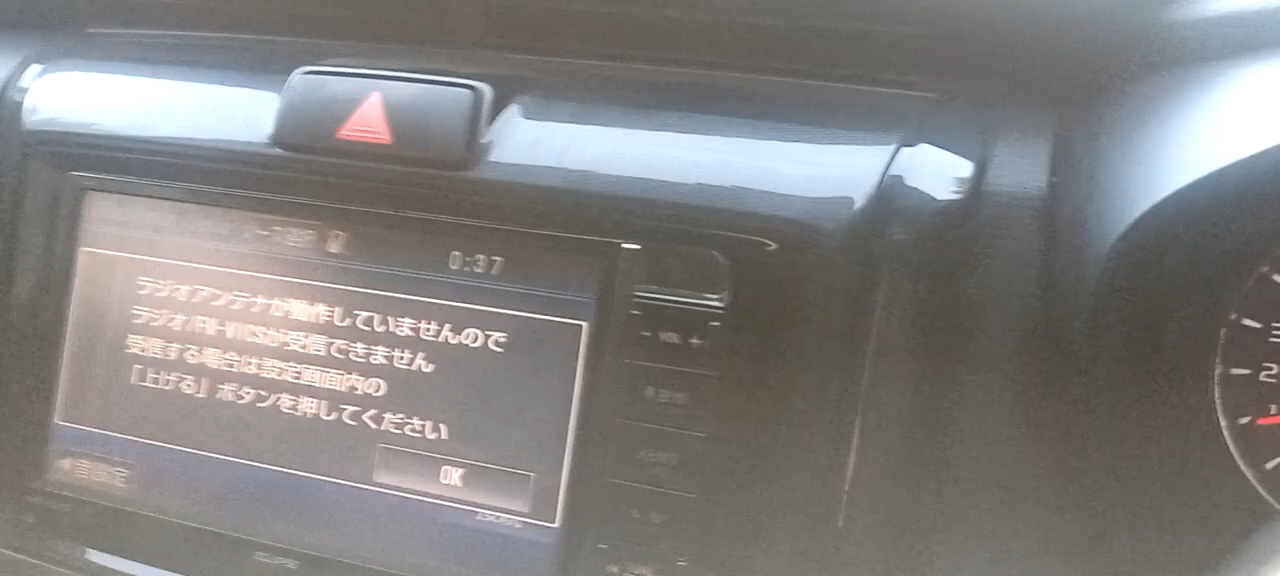 0:37
ラジオアンテナが動作していませんので
ラジオ/FM-VICSが受信できません
受信する場合は設定画面内の
「上げる」ボタンを押してください
OK
- VOL +
2